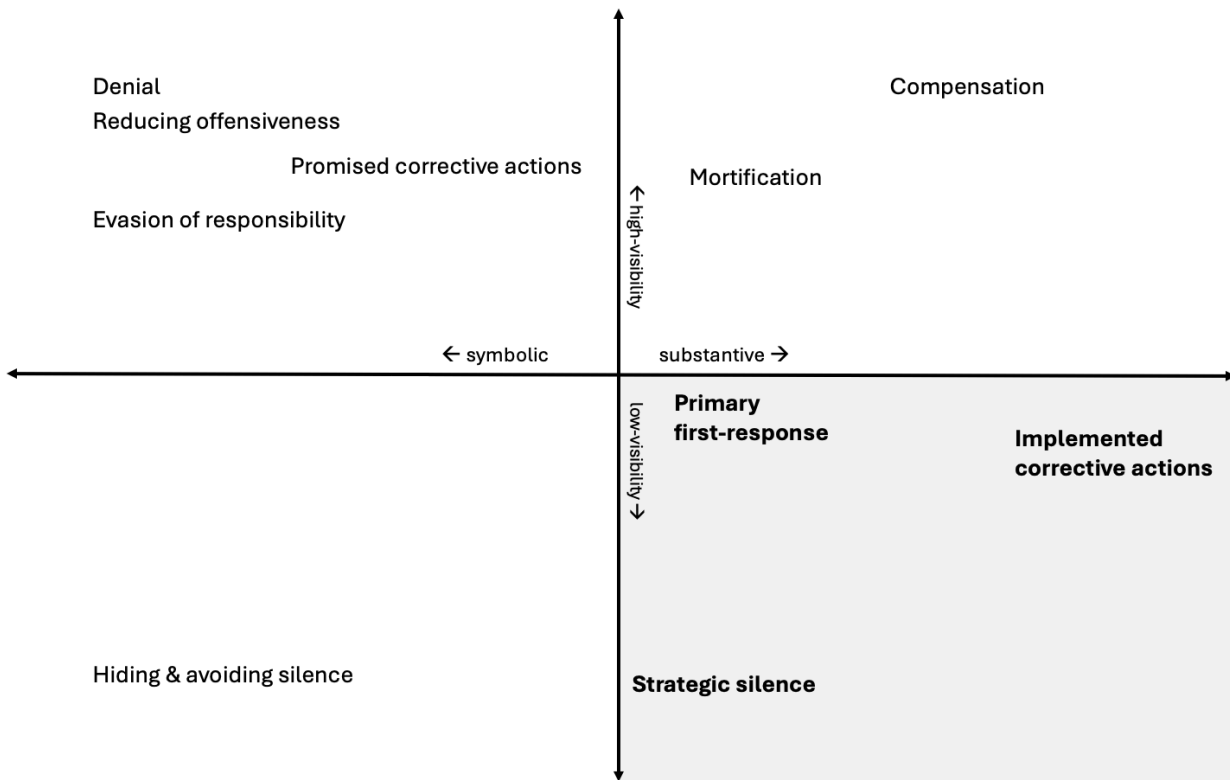 Denial
Compensation
Reducing offensiveness
Promised corrective actions
Mortification
Evasion of responsibility
← high-visibility
← symbolic
substantive →
low-visibility →
Primary
first-response
Implemented
corrective actions
Hiding & avoiding silence
Strategic silence